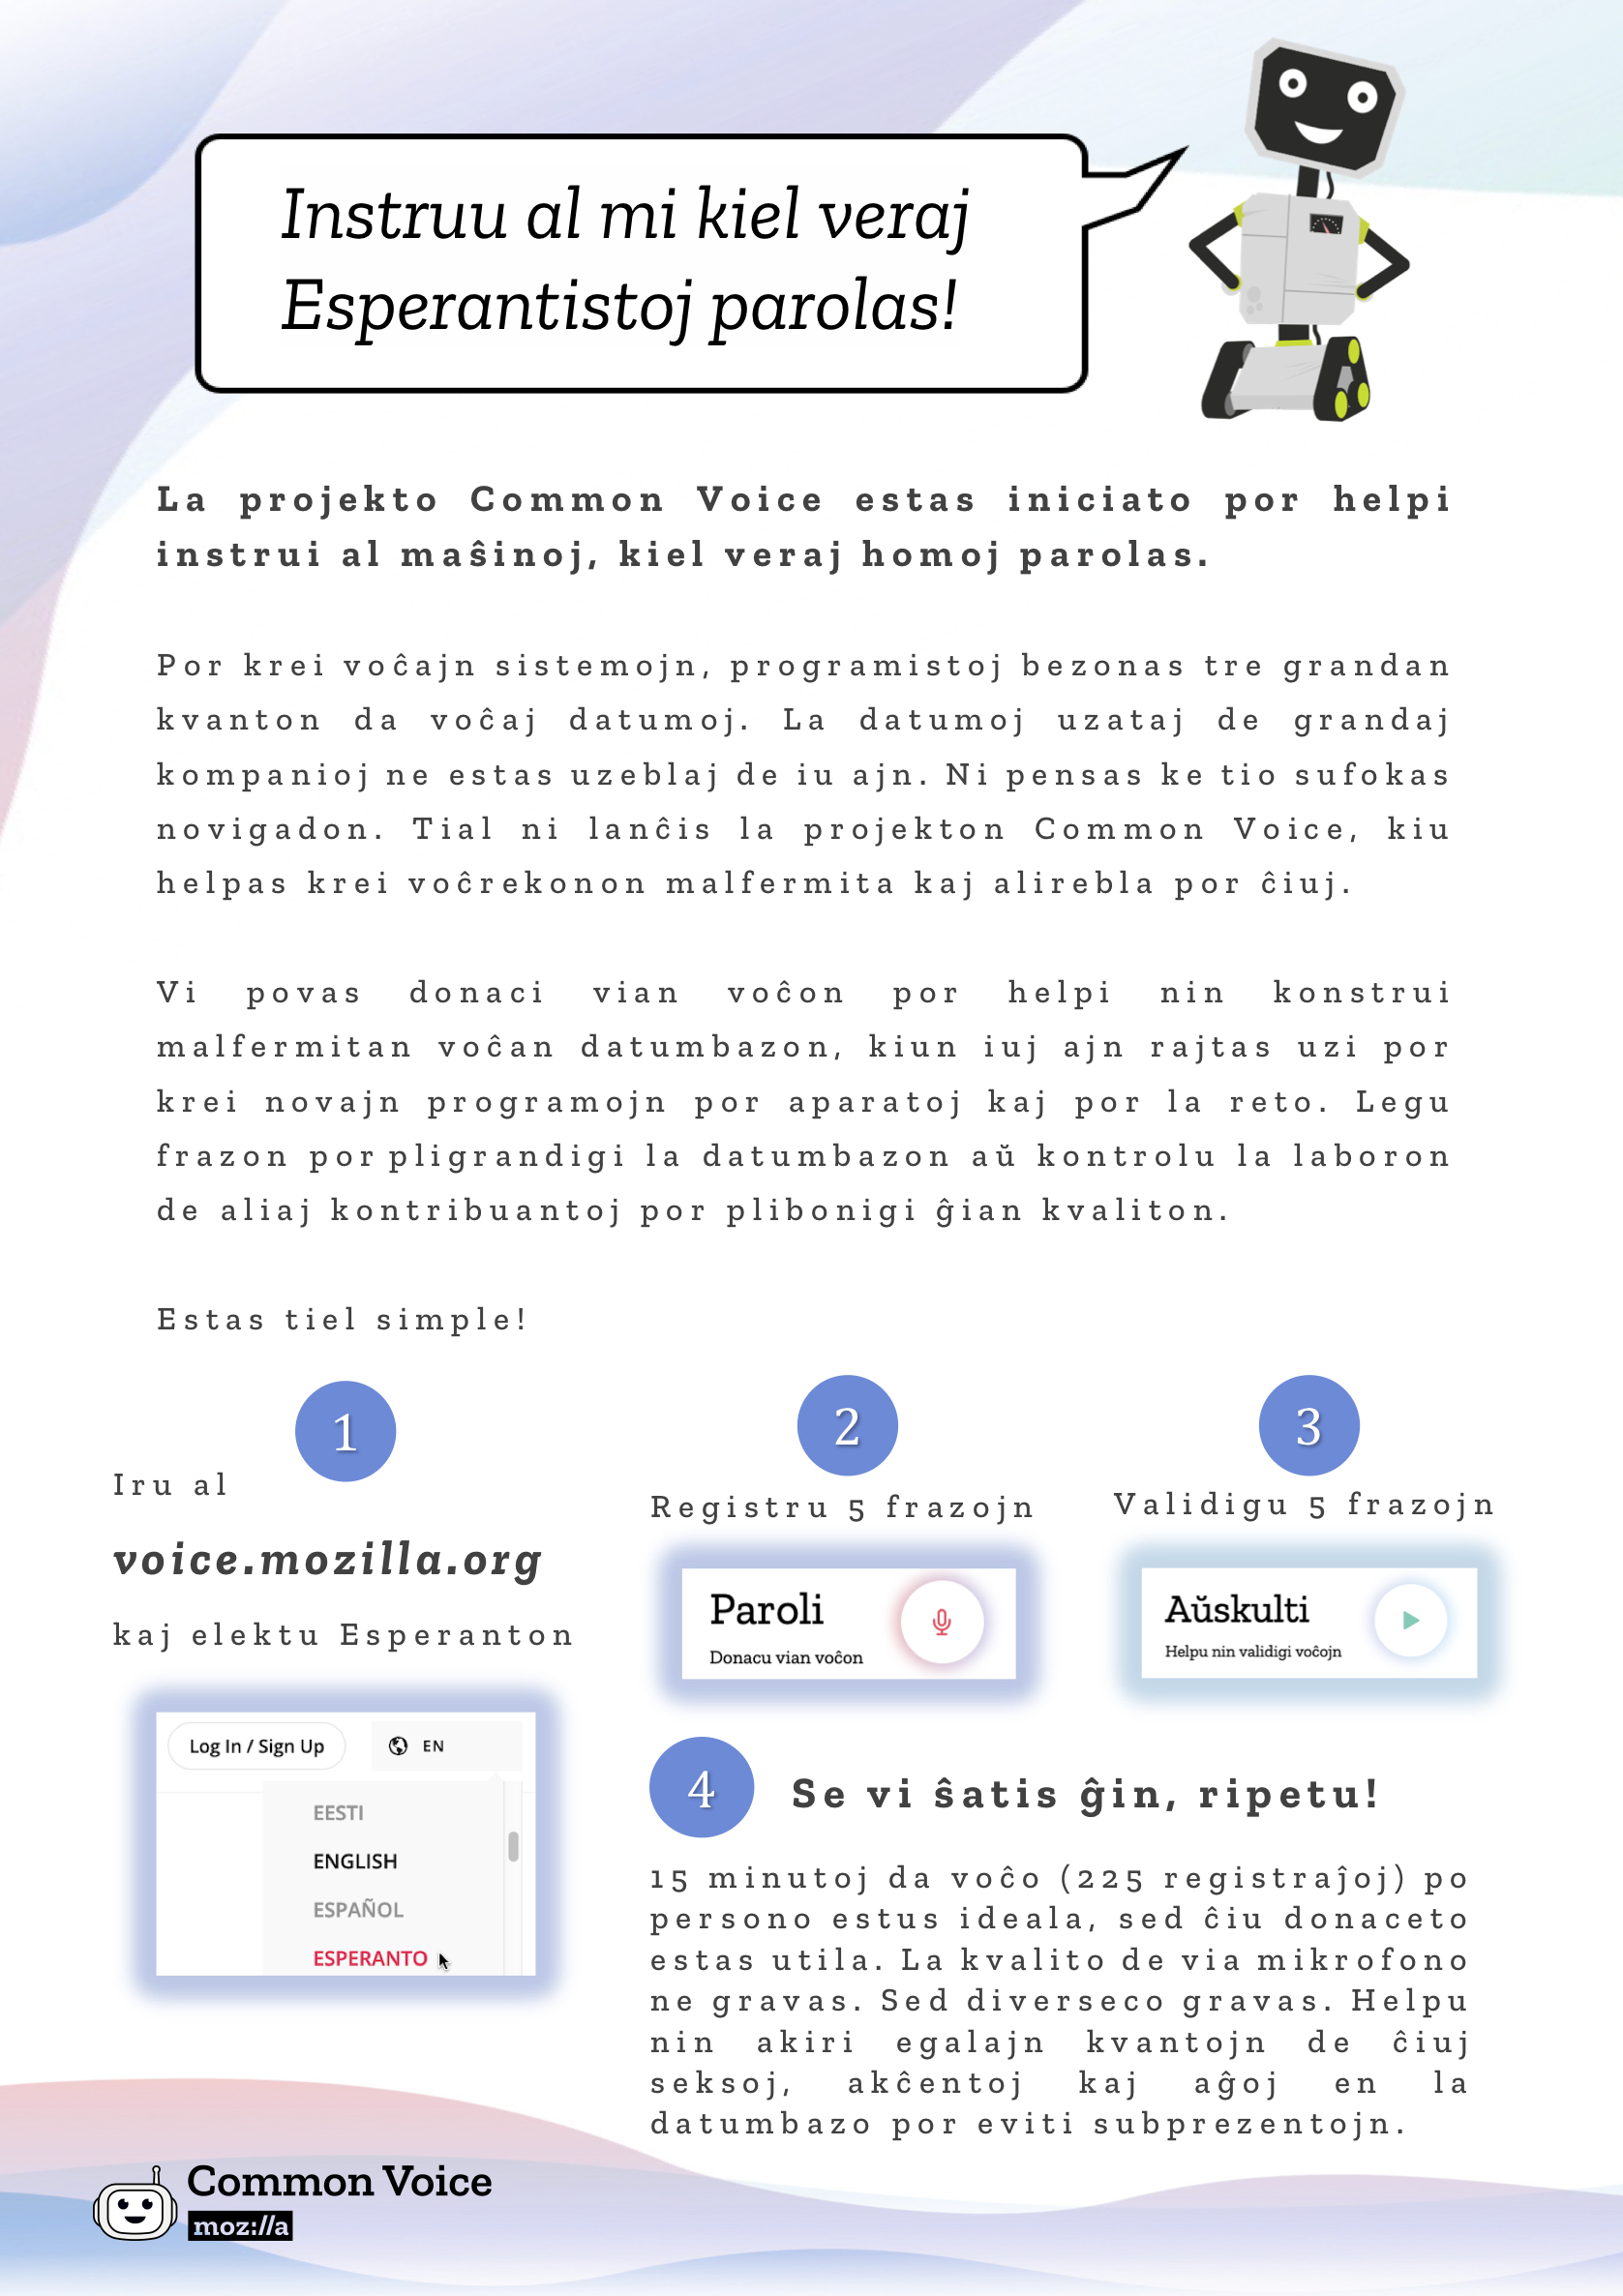 Instruu al mi kiel veraj
Esperantistoj parolas!
La projekto Common Voice estas iniciato por helpi
instrui al maŝinoj, kiel veraj homoj parolas.
Por krei voĉajn sistemojn, programistoj bezonas tre grandan
kvanton da voĉaj datumoj. La datumoj uzataj de grandaj
kompanioj ne estas uzeblaj de iu ajn. Ni pensas ke tio sufokas
novigadon. Tial ni lanĉis la projekton Common Voice, kiu
helpas krei voĉrekonon malfermita kaj alirebla por ĉiuj.
Vi povas donaci vian voĉon por helpi nin konstrui
malfermitan voĉan datumbazon, kiun iuj ajn rajtas uzi por
krei novajn programojn por aparatoj kaj por la reto. Legu
frazon por pligrandigi la datumbazon aŭ kontrolu la laboron
de aliaj kontribuantoj por plibonigi ĝian kvaliton.
Estas tiel simple!
1
Iru al
voice.mozilla.org
kaj elektu Esperanton
Log In / Sign Up
EN
EESTI
ENGLISH
ESPAÑOL
ESPERANTO
2
Registru 5 frazojn
Paroli
Donacu vian voĉon
3
Validigu 5 frazojn
Aŭskulti
Helpu nin validigi voĉojn
4
Se vi ŝatis ĝin, ripetu!
15 minutoj da voĉo (225 registraĵoj) po
persono estus ideala, sed ĉiu donaceto
estas utila. La kvalito de via mikrofono
ne gravas. Sed diverseco gravas. Helpu
nin akiri egalajn kvantojn de ĉiuj
seksoj, akĉentoj kaj aĝoj en la
datumbazo por eviti subprezentojn.
Common Voice
moz://a